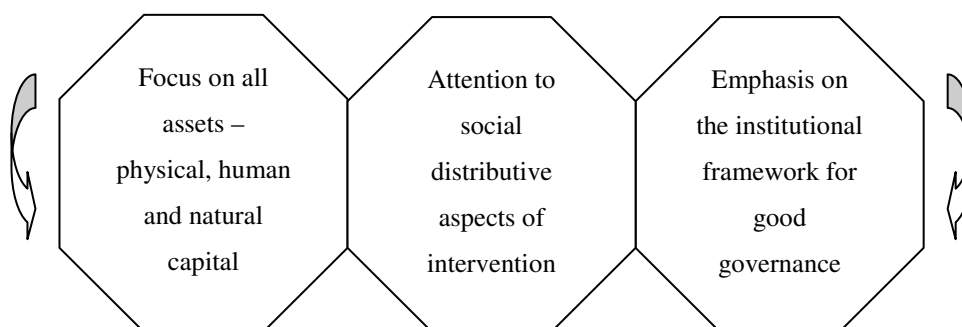 Focus on all
assets –
physical, human
and natural
capital
Attention to
social
distributive
aspects of
intervention
Emphasis on
the institutional
framework for
good
governance